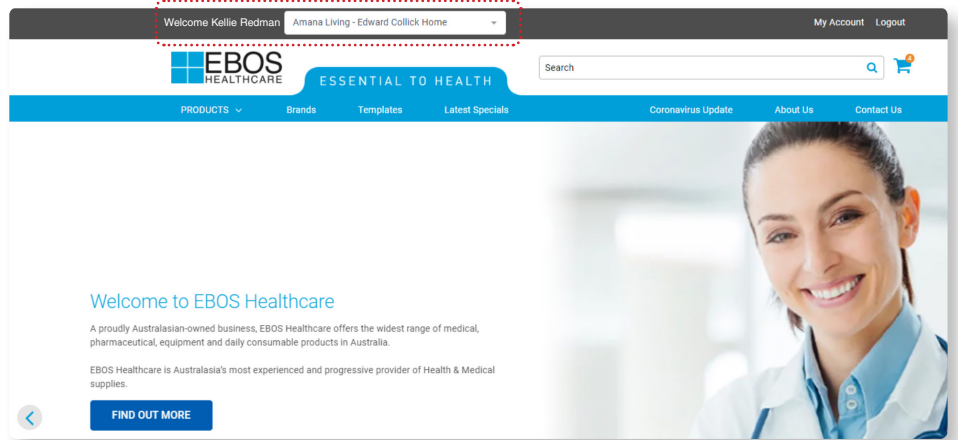 Welcome Kellie Redman Amana Living - Edward Collick Home My Account Logout
EBOS
HEALTHCARE
ESSENTIAL TO HEALTH
Search
4
PRODUCTS Brands Templates Latest Specials Coronavirus Update About Us Contact Us
Welcome to EBOS Healthcare
A proudly Australasian-owned business, EBOS Healthcare offers the widest range of medical,
pharmaceutical, equipment and daily consumable products in Australia.
EBOS Healthcare is Australasia's most experienced and progressive provider of Health & Medical
supplies.
FIND OUT MORE